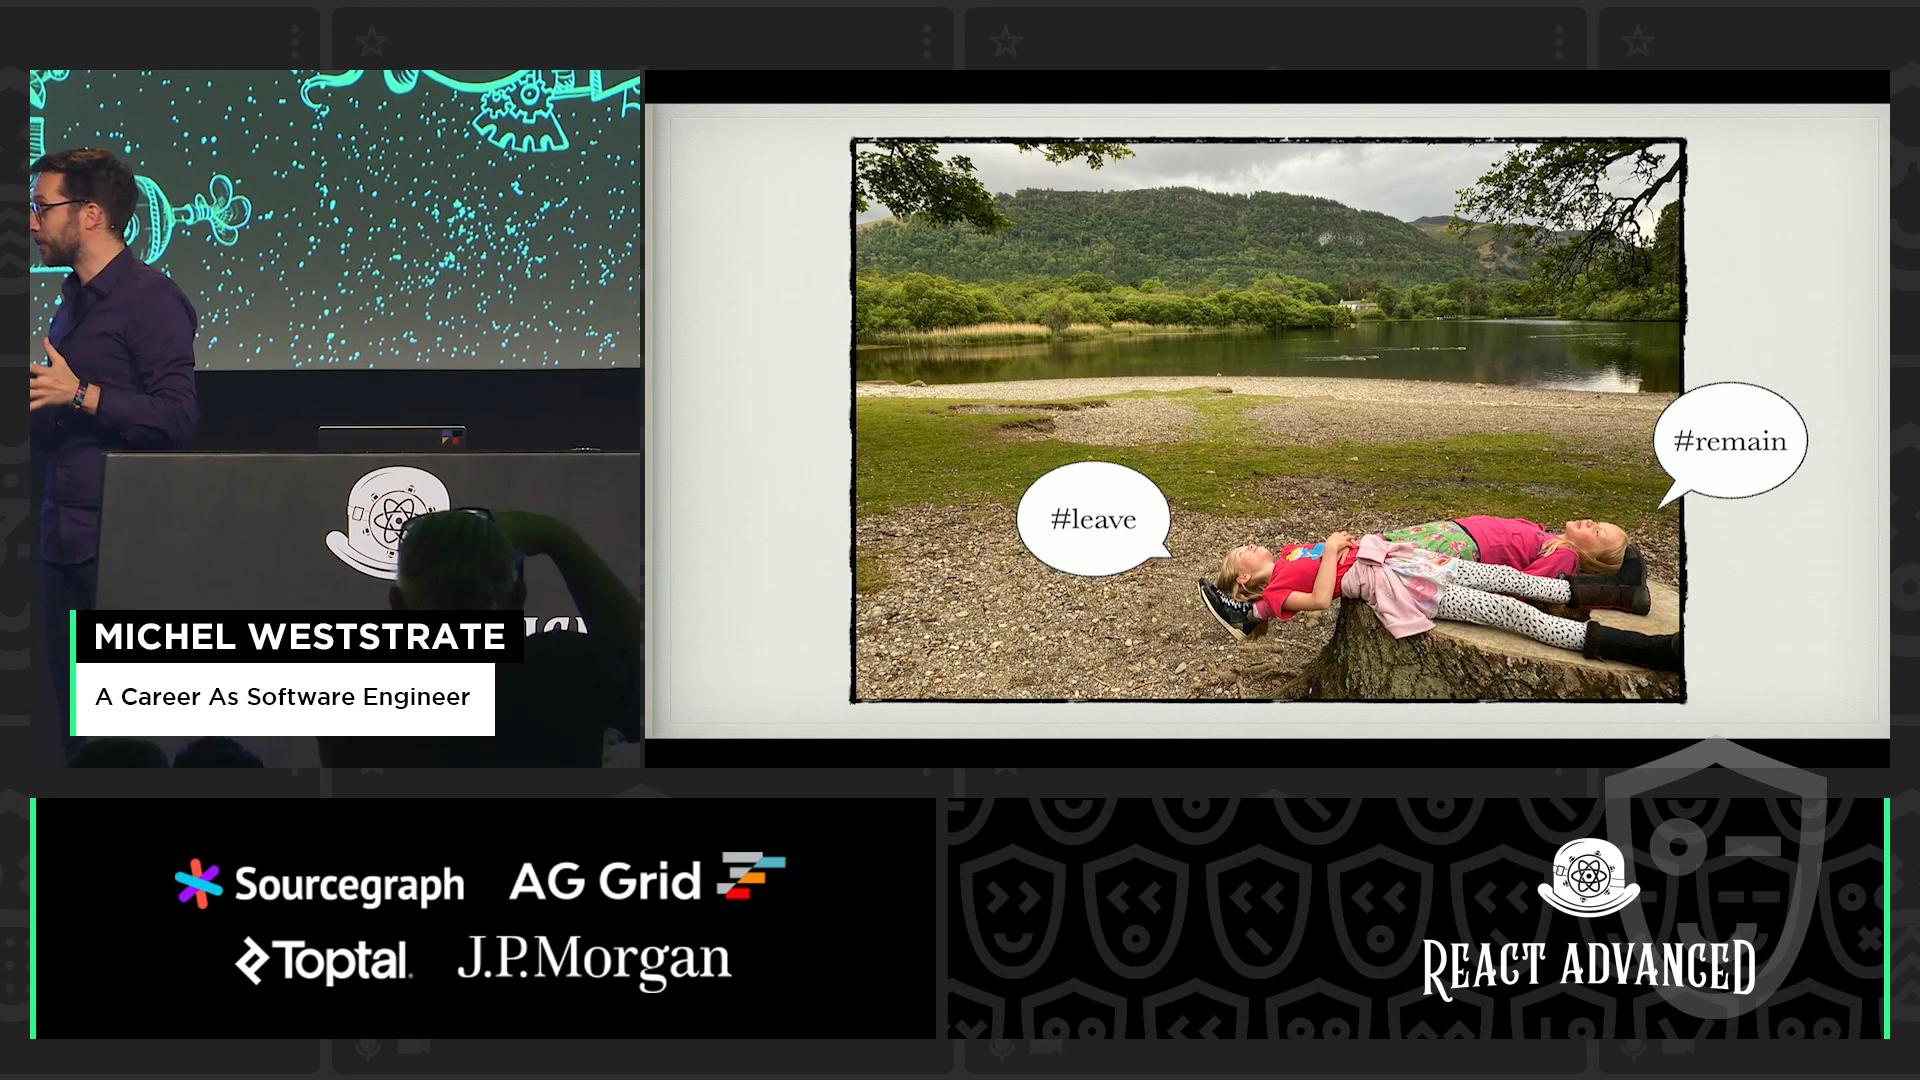 #remain
#leave
MICHEL WESTSTRATE
A Career As Software Engineer
Sourcegraph
AG Grid
Toptal
J.P.Morgan
REACT ADVANCED